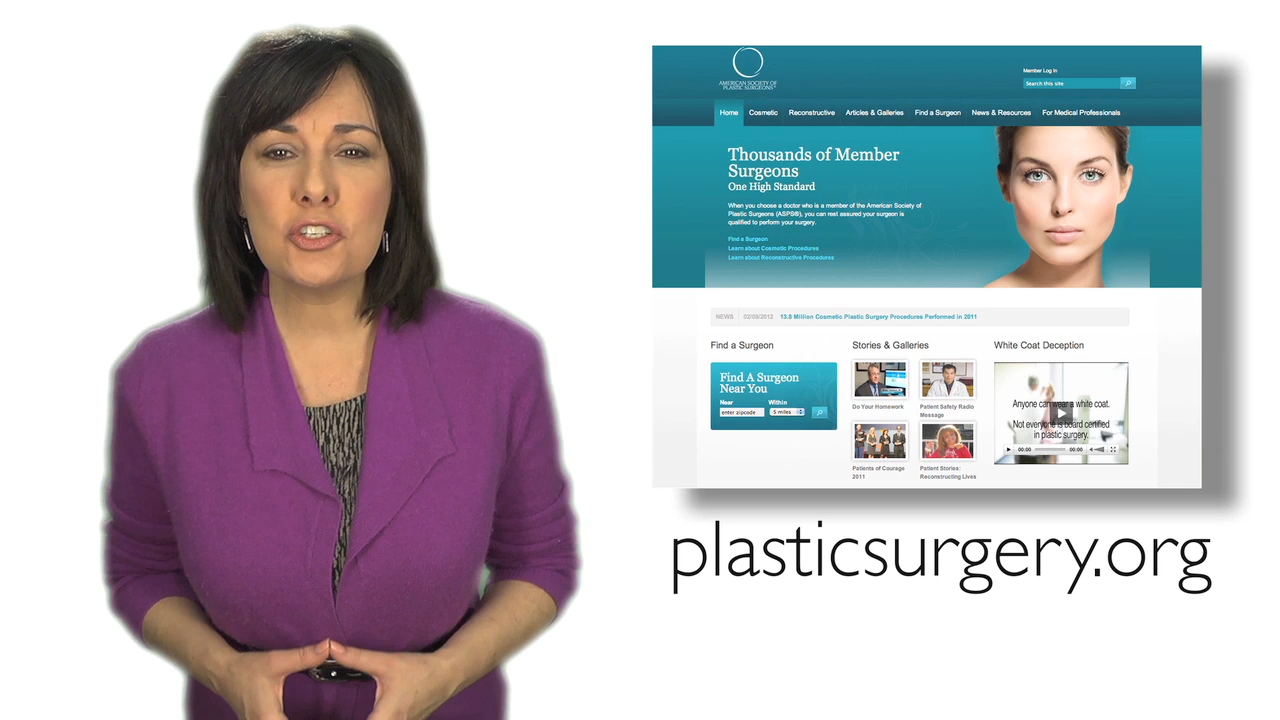 AMERICAN SOCIETY OF
PLASTIC SURGEONS®
Member Log in
Search this site
Home Cosmetic Reconstructive Articles & Galleries Find a Surgeon News & Resources For Medical Professionals
Thousands of Member
Surgeons
One High Standard
When you choose a doctor who is a member of the American Society of
Plastic Surgeons (ASPS®), you can rest assured your surgeon is
qualified to perform your surgery.
Find a Surgeon
Learn about Cosmetic Procedures
Learn about Reconstructive Procedures
NEWS 02/09/2012 13.8 Million Cosmetic Plastic Surgery Procedures Performed in 2011
Find a Surgeon
Find A Surgeon
Near You
Near Within
enter zipcode 5 miles
Stories & Galleries
Do Your Homework
Patient Safety Radio
Message
Patients of Courage
2011
Patient Stories:
Reconstructing Lives
White Coat Deception
Anyone can wear a white coat.
Not everyone is board certified
in plastic surgery.
00:00 00:00
plasticsurgery.org